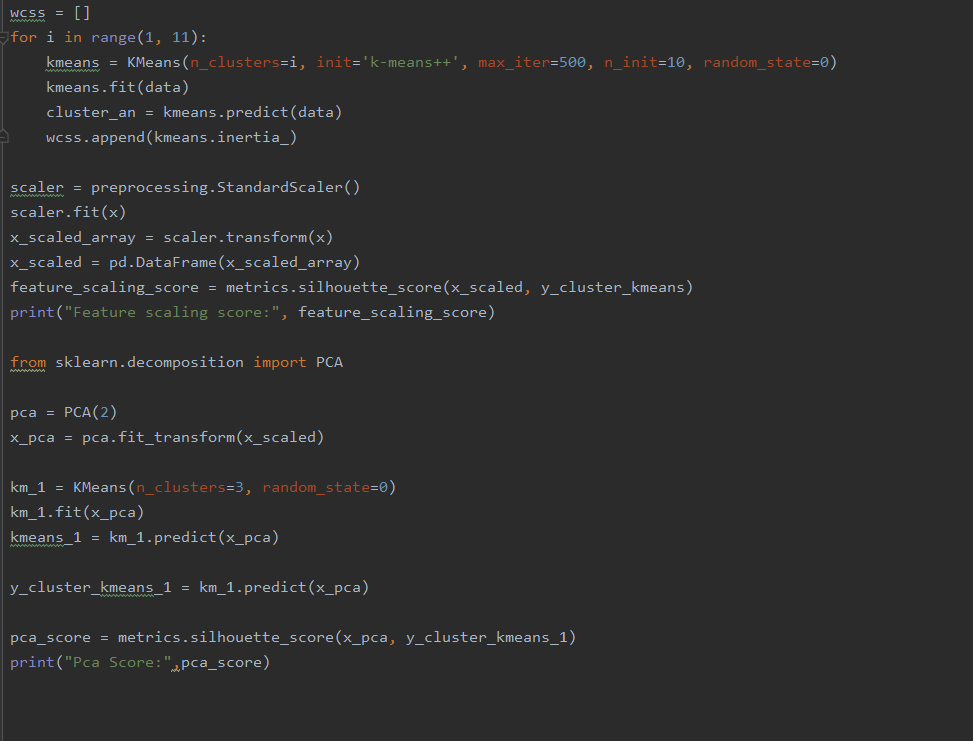 wcss = []
for i in range(1, 11):
    kmeans = KMeans(n_clusters=i, init='k-means++', max_iter=500, n_init=10, random_state=0)
    kmeans.fit(data)
    cluster_an = kmeans.predict(data)
    wcss.append(kmeans.inertia_)
scaler = preprocessing.StandardScaler()
scaler.fit(x)
x_scaled_array = scaler.transform(x)
x_scaled = pd.DataFrame(x_scaled_array)
feature_scaling_score = metrics.silhouette_score(x_scaled, y_cluster_kmeans)
print("Feature scaling score:", feature_scaling_score)
from sklearn.decomposition import PCA
pca = PCA(2)
x_pca = pca.fit_transform(x_scaled)
km_1 = KMeans(n_clusters=3, random_state=0)
km_1.fit(x_pca)
kmeans_1 = km_1.predict(x_pca)
y_cluster_kmeans_1 = km_1.predict(x_pca)
pca_score = metrics.silhouette_score(x_pca, y_cluster_kmeans_1)
print("Pca Score:",pca_score)